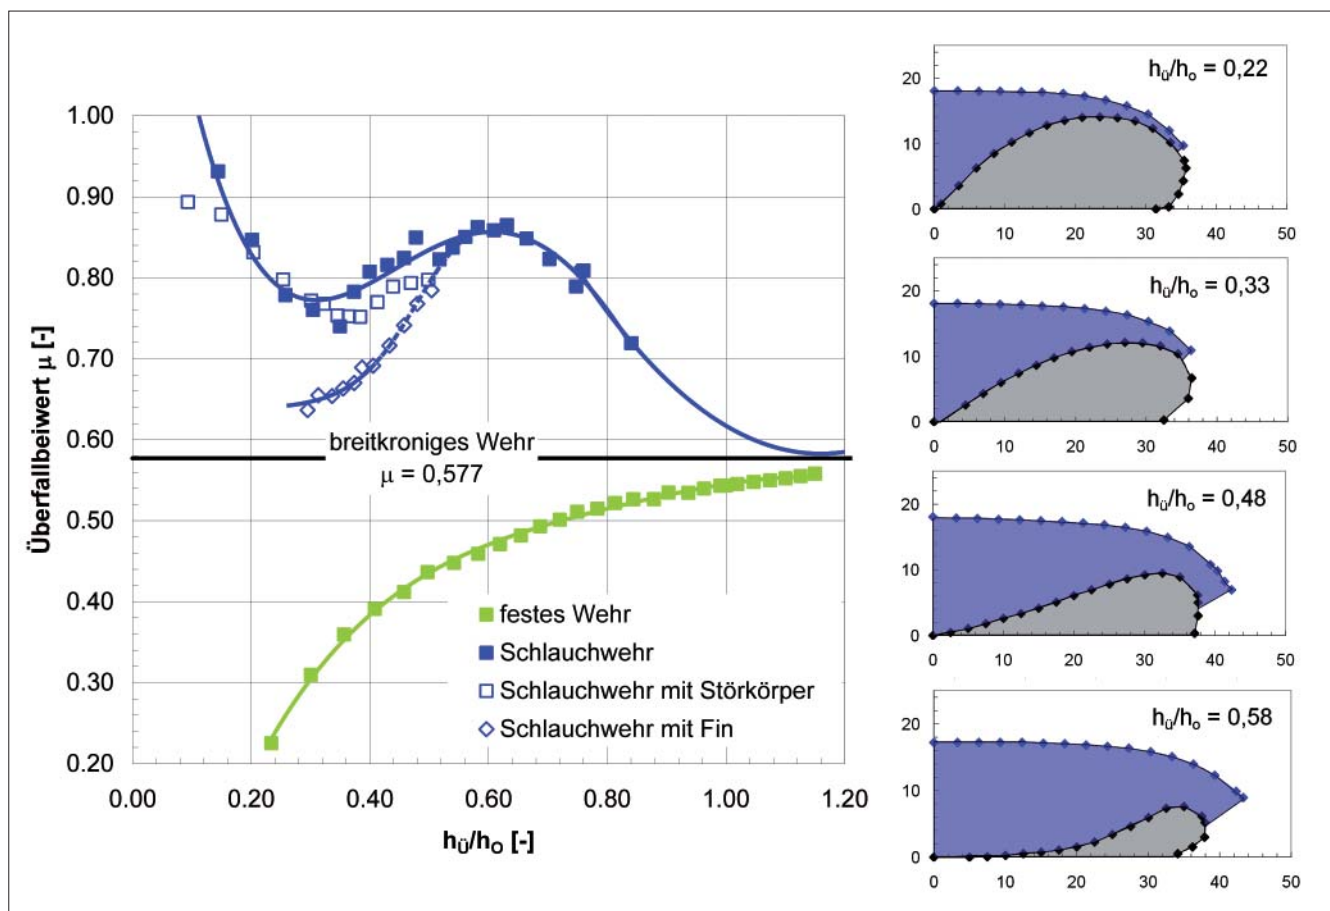 1.00
0.90
0.80
0.70
0.60
0.50
0.40
0.30
0.20
0.00 0.20 0.40 0.60 0.80 1.00 1.20
Überfallbeiwert μ [-]
hÜ/hO [-]
breitkroniges Wehr
μ = 0,577
festes Wehr
Schlauchwehr
Schlauchwehr mit Störkörper
Schlauchwehr mit Fin
hü/ho = 0,22
20
10
0
0 10 20 30 40 50
hü/ho = 0,33
20
10
0
0 10 20 30 40 50
hü/ho = 0,48
20
10
0
0 10 20 30 40 50
hü/ho = 0,58
20
10
0
0 10 20 30 40 50